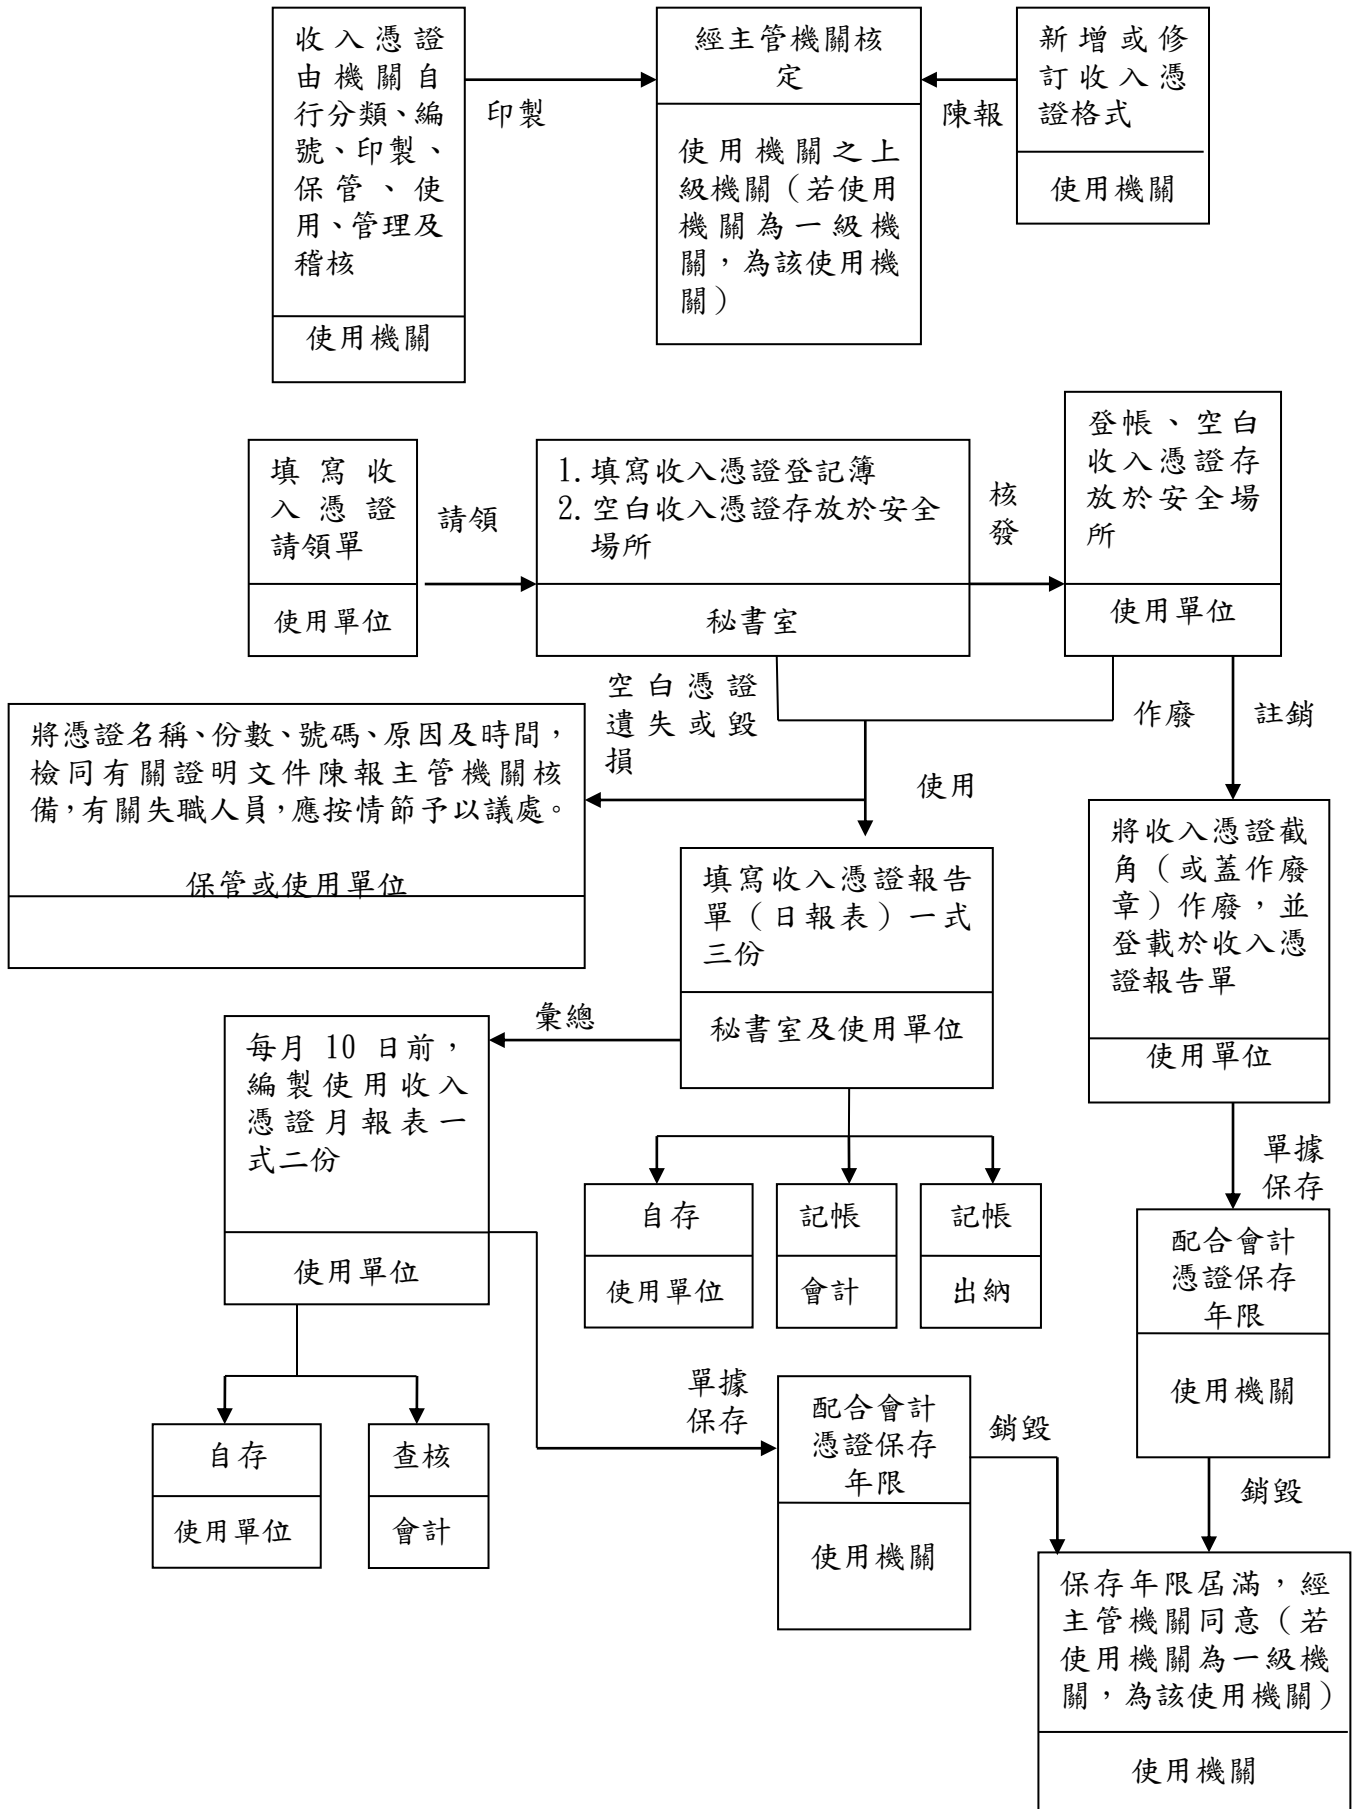 收入憑證
由機關自
行分類、編
號、印製、
保管、使
用、管理及
稽核
使用機關
印製
經主管機關核
定
使用機關之上
級機關（若使用
機關為一級機
關，為該使用機
關）
陳報
新增或修
訂收入憑
證格式
使用機關
填寫收
入憑證
請領單
使用單位
請領
1.填寫收入憑證登記簿
2.空白收入憑證存放於安全
場所
秘書室
核
發
登帳、空白
收入憑證存
放於安全場
所
使用單位
空白憑證
遺失或毀
損
作廢
註銷
使用
將憑證名稱、份數、號碼、原因及時間，
檢同有關證明文件陳報主管機關核
備，有關失職人員，應按情節予以議處。
保管或使用單位
填寫收入憑證報告
單（日報表）一式
三份
秘書室及使用單位
將收入憑證截
角（或蓋作廢
章）作廢，並
登載於收入憑
證報告單
使用單位
彙總
每月 10 日前，
編製使用收入
憑證月報表一
式二份
使用單位
自存
使用單位
記帳
會計
記帳
出納
單據
保存
配合會計
憑證保存
年限
使用機關
自存
使用單位
查核
會計
單據
保存
配合會計
憑證保存
年限
使用機關
銷毀
銷毀
保存年限屆滿，經
主管機關同意（若
使用機關為一級機
關，為該使用機關）
使用機關